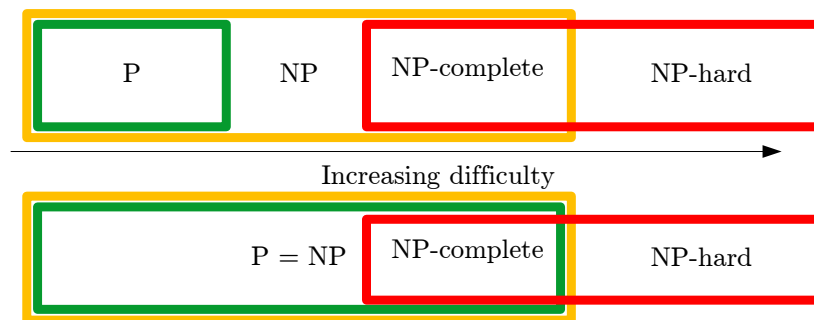 P
NP
NP-complete
NP-hard
Increasing difficulty
P = NP
NP-complete
NP-hard